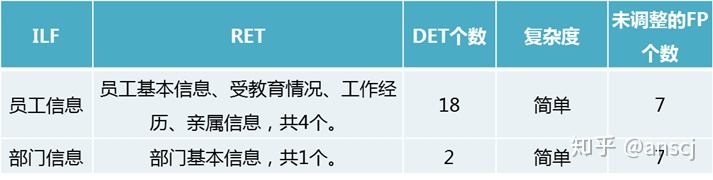 ILF
RET
DET个数
复杂度
未调整的FP
个数
员工信息
员工基本信息、受教育情况、工作经
历、亲属信息，共4个。
18
简单
7
部门信息
部门基本信息，共1个。
2
简单
7
知乎 @anscj